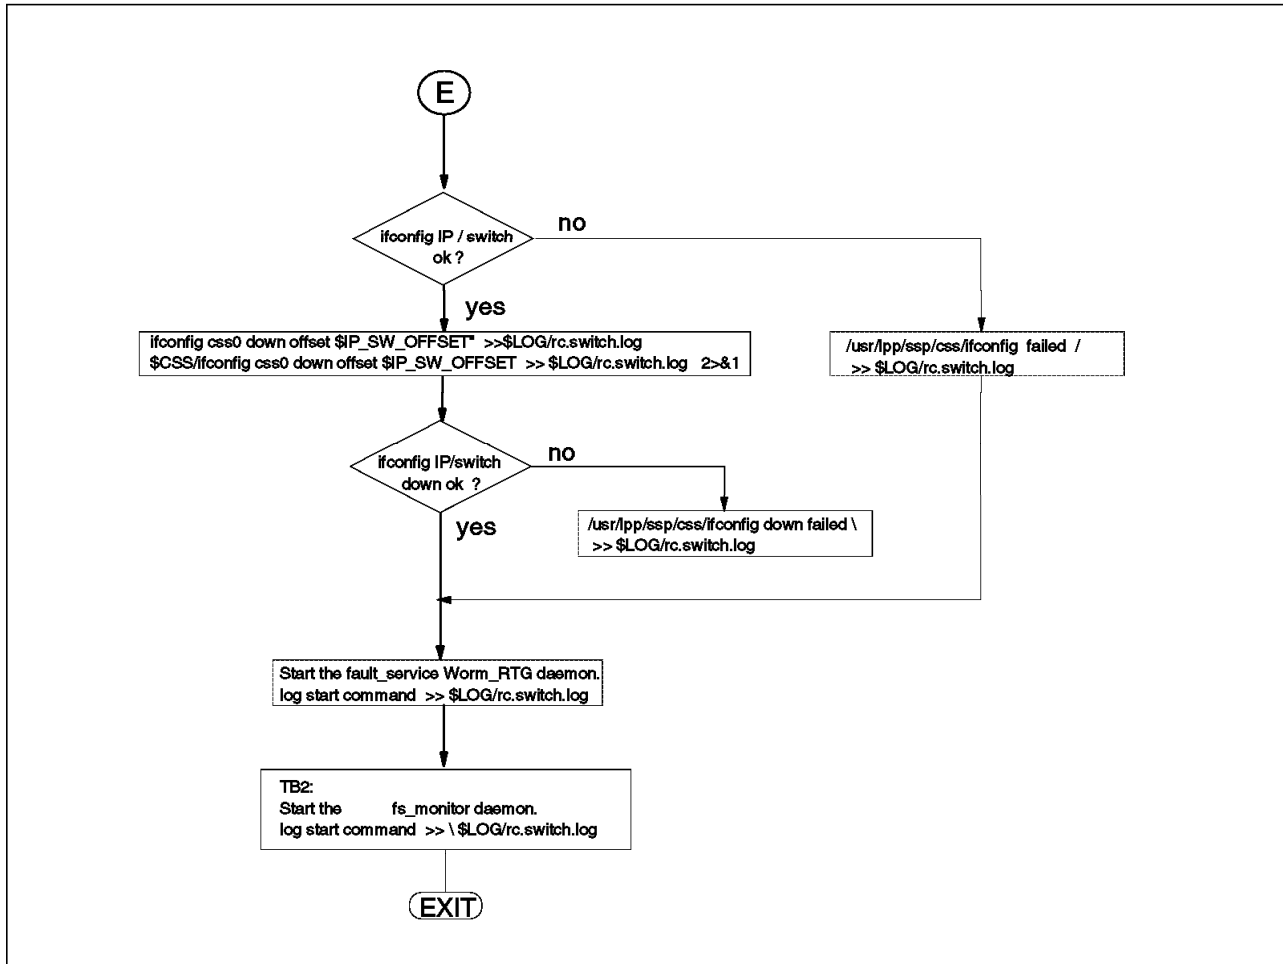 E
ifconfig IP / switch
ok ?
no
yes
ifconfig css0 down offset $IP_SW_OFFSET" >>$LOG/rc.switch.log
$CSS/ifconfig css0 down offset $IP_SW_OFFSET >> $LOG/rc.switch.log 2>&1
/usr/lpp/ssp/css/ifconfig failed /
>> $LOG/rc.switch.log
ifconfig IP/switch
down ok ?
no
yes
/usr/lpp/ssp/css/ifconfig down failed \
>> $LOG/rc.switch.log
Start the fault_service Worm_RTG daemon.
log start command >> $LOG/rc.switch.log
TB2:
Start the fs_monitor daemon.
log start command >> \ $LOG/rc.switch.log
EXIT